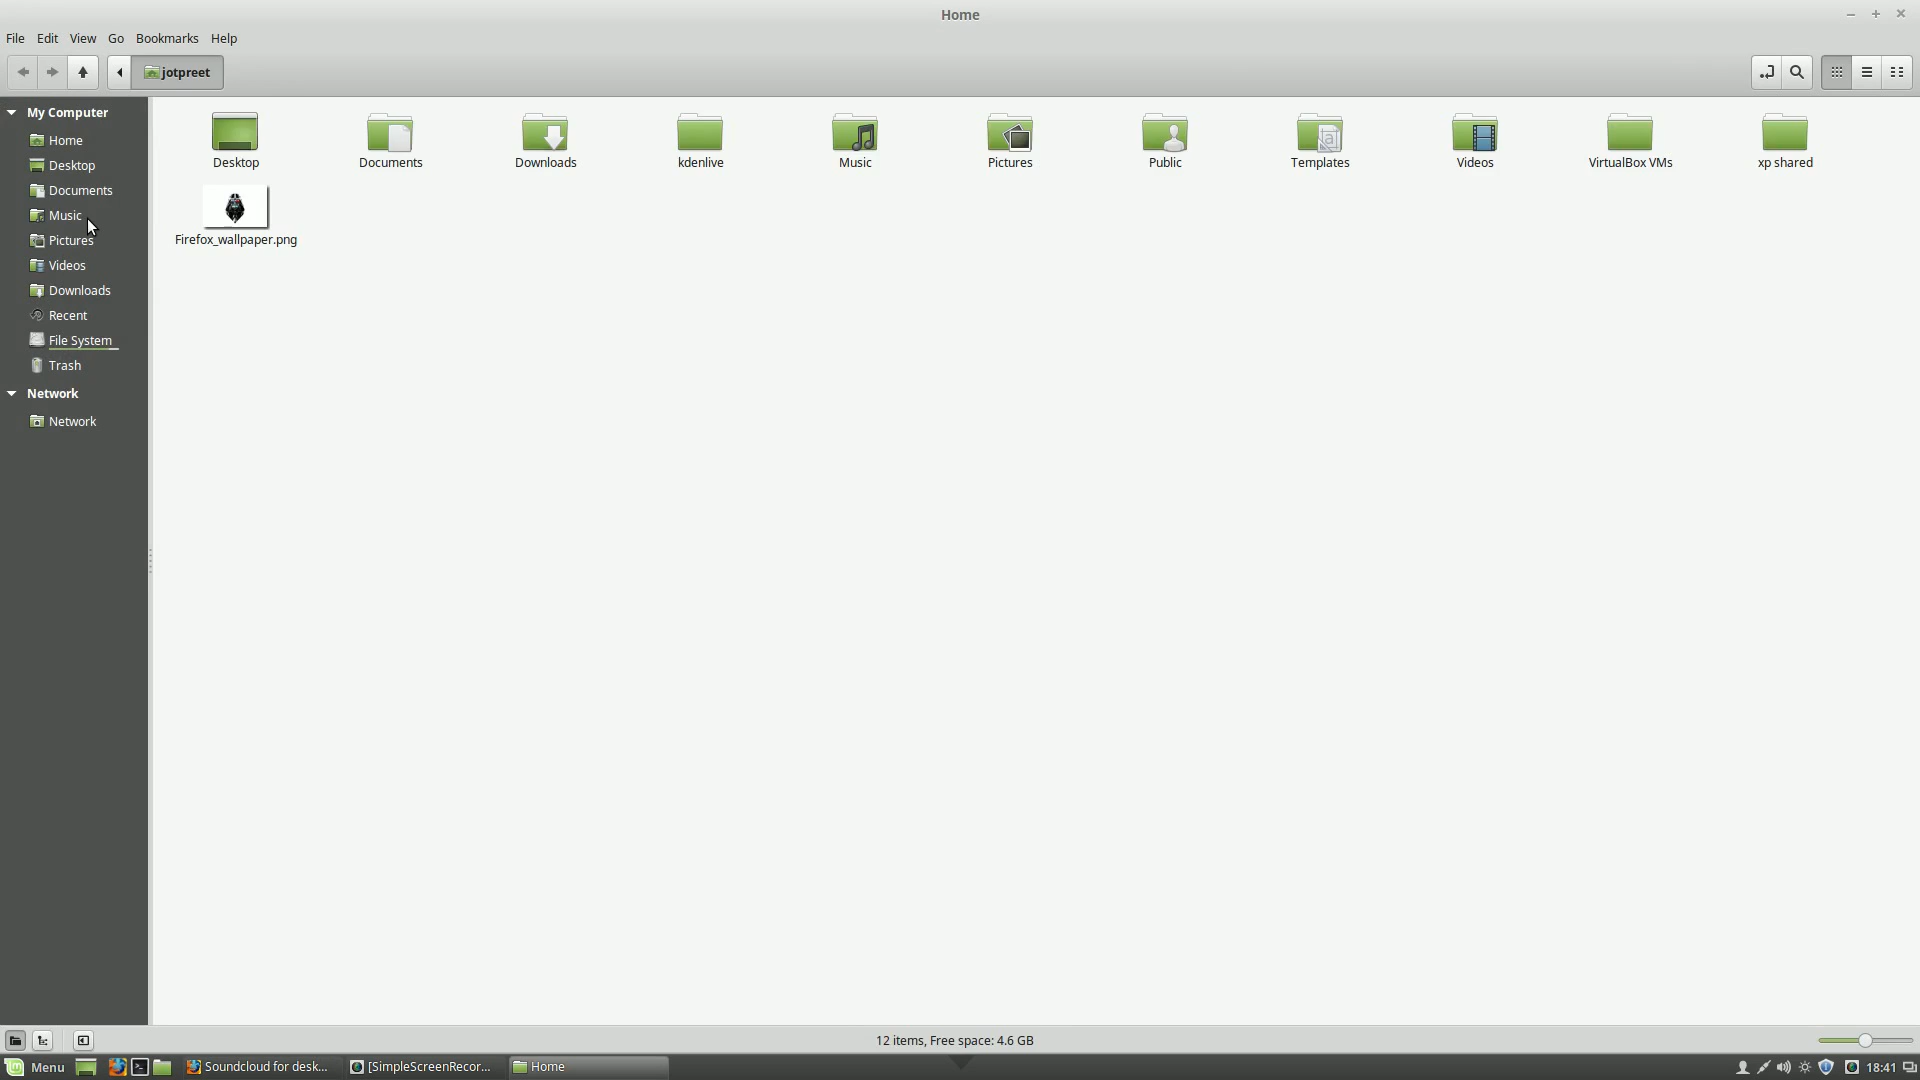 Home
File Edit View Go Bookmarks Help
jotpreet
My Computer
Home
Desktop
Documents
Music
Pictures
Videos
Downloads
Recent
File System
Trash
Network
Network
Desktop Documents Downloads kdenlive Music Pictures Public Templates Videos VirtualBox VMs xp shared
Firefox_wallpaper.png
12 items, Free space: 4.6 GB
Menu Soundcloud for desk... [SimpleScreenRecor... Home 18:41